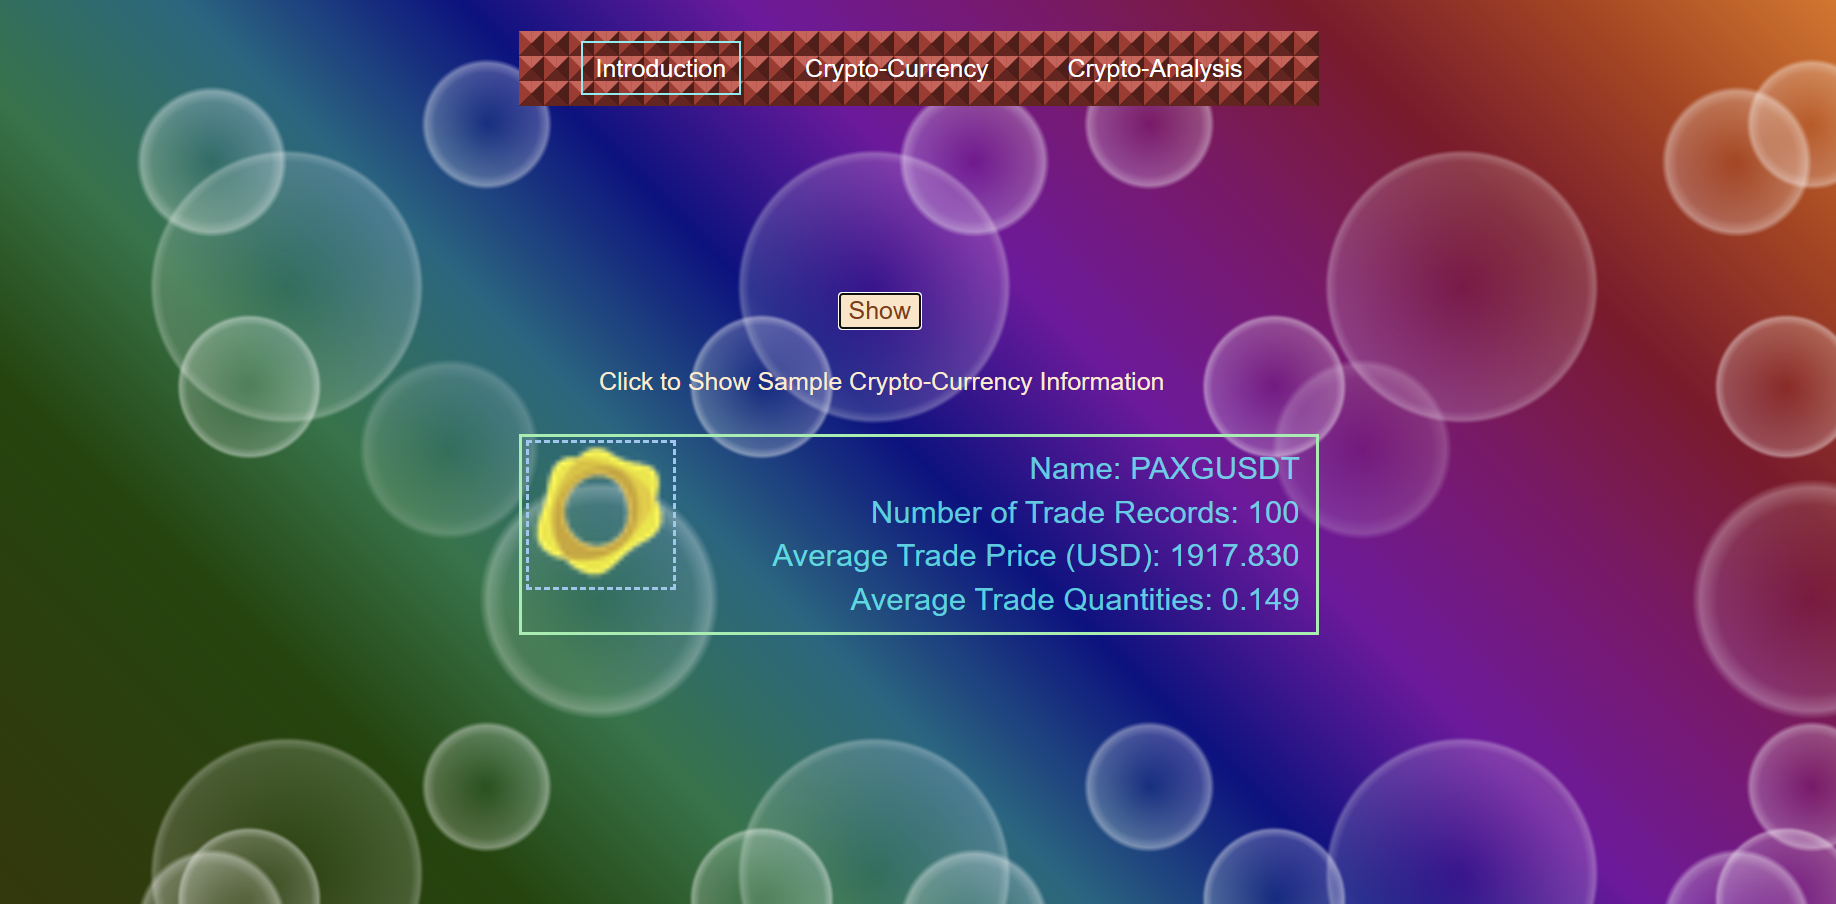 Introduction Crypto-Currency Crypto-Analysis
Show
Click to Show Sample Crypto-Currency Information
Name: PAXGUSDT
Number of Trade Records: 100
Average Trade Price (USD): 1917.830
Average Trade Quantities: 0.149